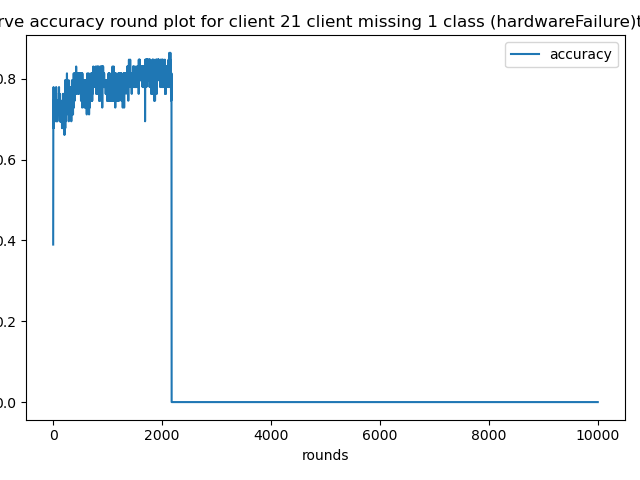 rve accuracy round plot for client 21 client missing 1 class (hardwareFailure)t
accuracy
0.8
0.6
0.4
0.2
0.0
0 2000 4000 6000 8000 10000
rounds